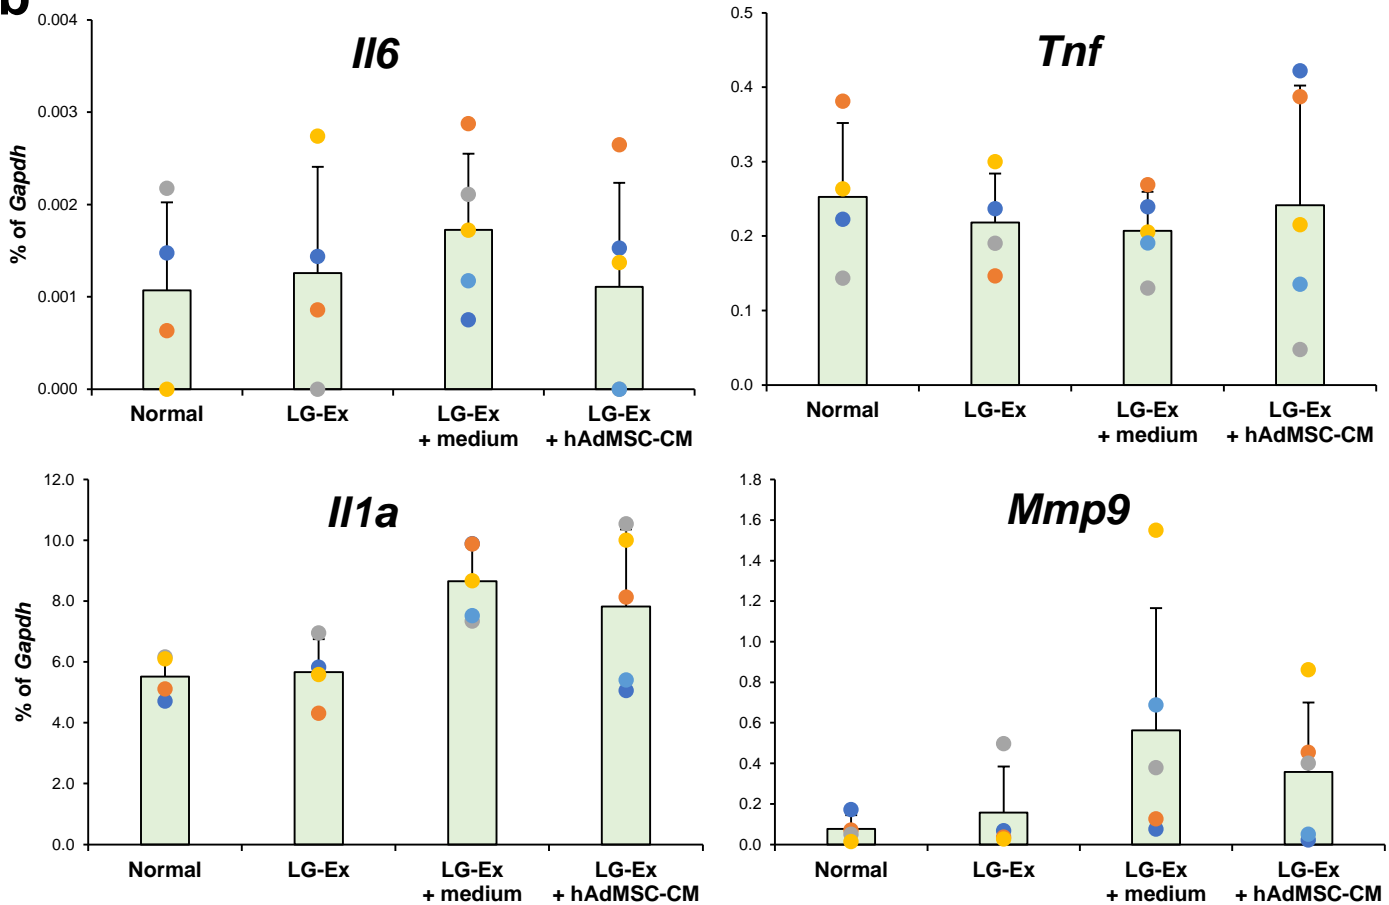 b
Il6
% of Gapdh
0.004
0.003
0.002
0.001
0.000
Normal
LG-Ex
LG-Ex
+ medium
LG-Ex
+ hAdMSC-CM
Tnf
0.5
0.4
0.3
0.2
0.1
0.0
Normal
LG-Ex
LG-Ex
+ medium
LG-Ex
+ hAdMSC-CM
Il1a
% of Gapdh
12.0
10.0
8.0
6.0
4.0
2.0
0.0
Normal
LG-Ex
LG-Ex
+ medium
LG-Ex
+ hAdMSC-CM
Mmp9
1.8
1.6
1.4
1.2
1.0
0.8
0.6
0.4
0.2
0.0
Normal
LG-Ex
LG-Ex
+ medium
LG-Ex
+ hAdMSC-CM